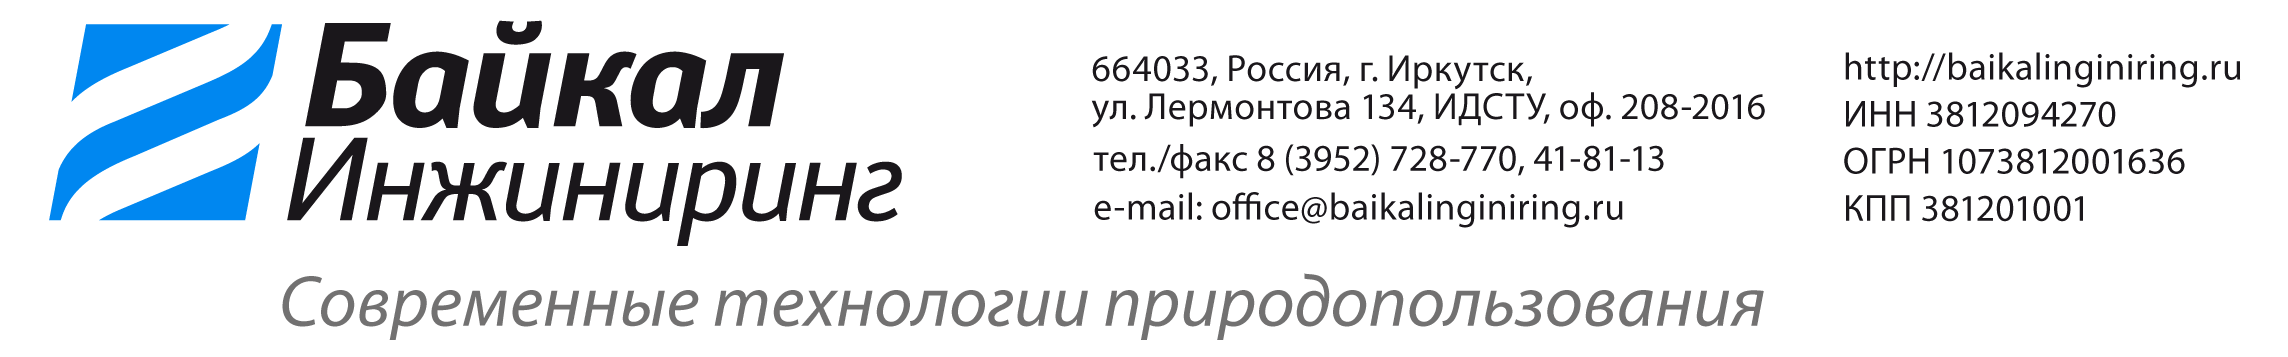 Байкал
Инжиниринг
Современные технологии природопользования
664033, Россия, г. Иркутск,
ул. Лермонтова 134, ИДСТУ, оф. 208-2016
тел./факс 8 (3952) 728-770, 41-81-13
e-mail: office@baikalinginiring.ru
http://baikalinginiring.ru
ИНН 3812094270
ОГРН 1073812001636
КПП 381201001